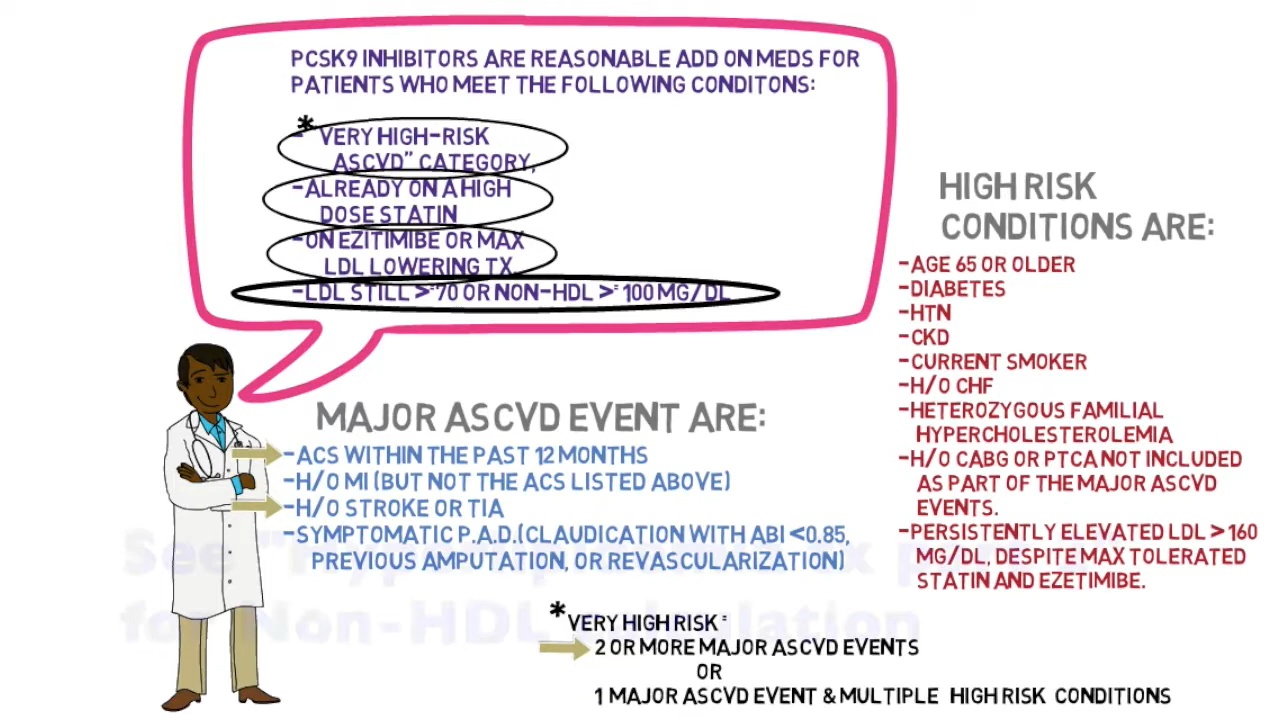 PCSK9 INHIBITORS ARE REASONABLE ADD ON MEDS FOR
PATIENTS WHO MEET THE FOLLOWING CONDITONS:
*
-"VERY HIGH-RISK
ASCVD" CATEGORY,
-ALREADY ON A HIGH
DOSE STATIN
-ON EZITIMIBE OR MAX
LDL LOWERING TX.
-LDL STILL >=70 OR NON-HDL >= 100 MG/DL
HIGH RISK
CONDITIONS ARE:
-AGE 65 OR OLDER
-DIABETES
-HTN
-CKD
-CURRENT SMOKER
-H/O CHF
-HETEROZYGOUS FAMILIAL
HYPERCHOLESTEROLEMIA
-H/O CABG OR PTCA NOT INCLUDED
AS PART OF THE MAJOR ASCVD
EVENTS.
-PERSISTENTLY ELEVATED LDL > 160
MG/DL, DESPITE MAX TOLERATED
STATIN AND EZETIMIBE.
MAJOR ASCVD EVENT ARE:
-ACS WITHIN THE PAST 12 MONTHS
-H/O MI (BUT NOT THE ACS LISTED ABOVE)
-H/O STROKE OR TIA
-SYMPTOMATIC P.A.D.(CLAUDICATION WITH ABI <0.85,
PREVIOUS AMPUTATION, OR REVASCULARIZATION)
See
for Non-HDL calculation
*VERY HIGH RISK =
2 OR MORE MAJOR ASCVD EVENTS
OR
1 MAJOR ASCVD EVENT & MULTIPLE HIGH RISK CONDITIONS